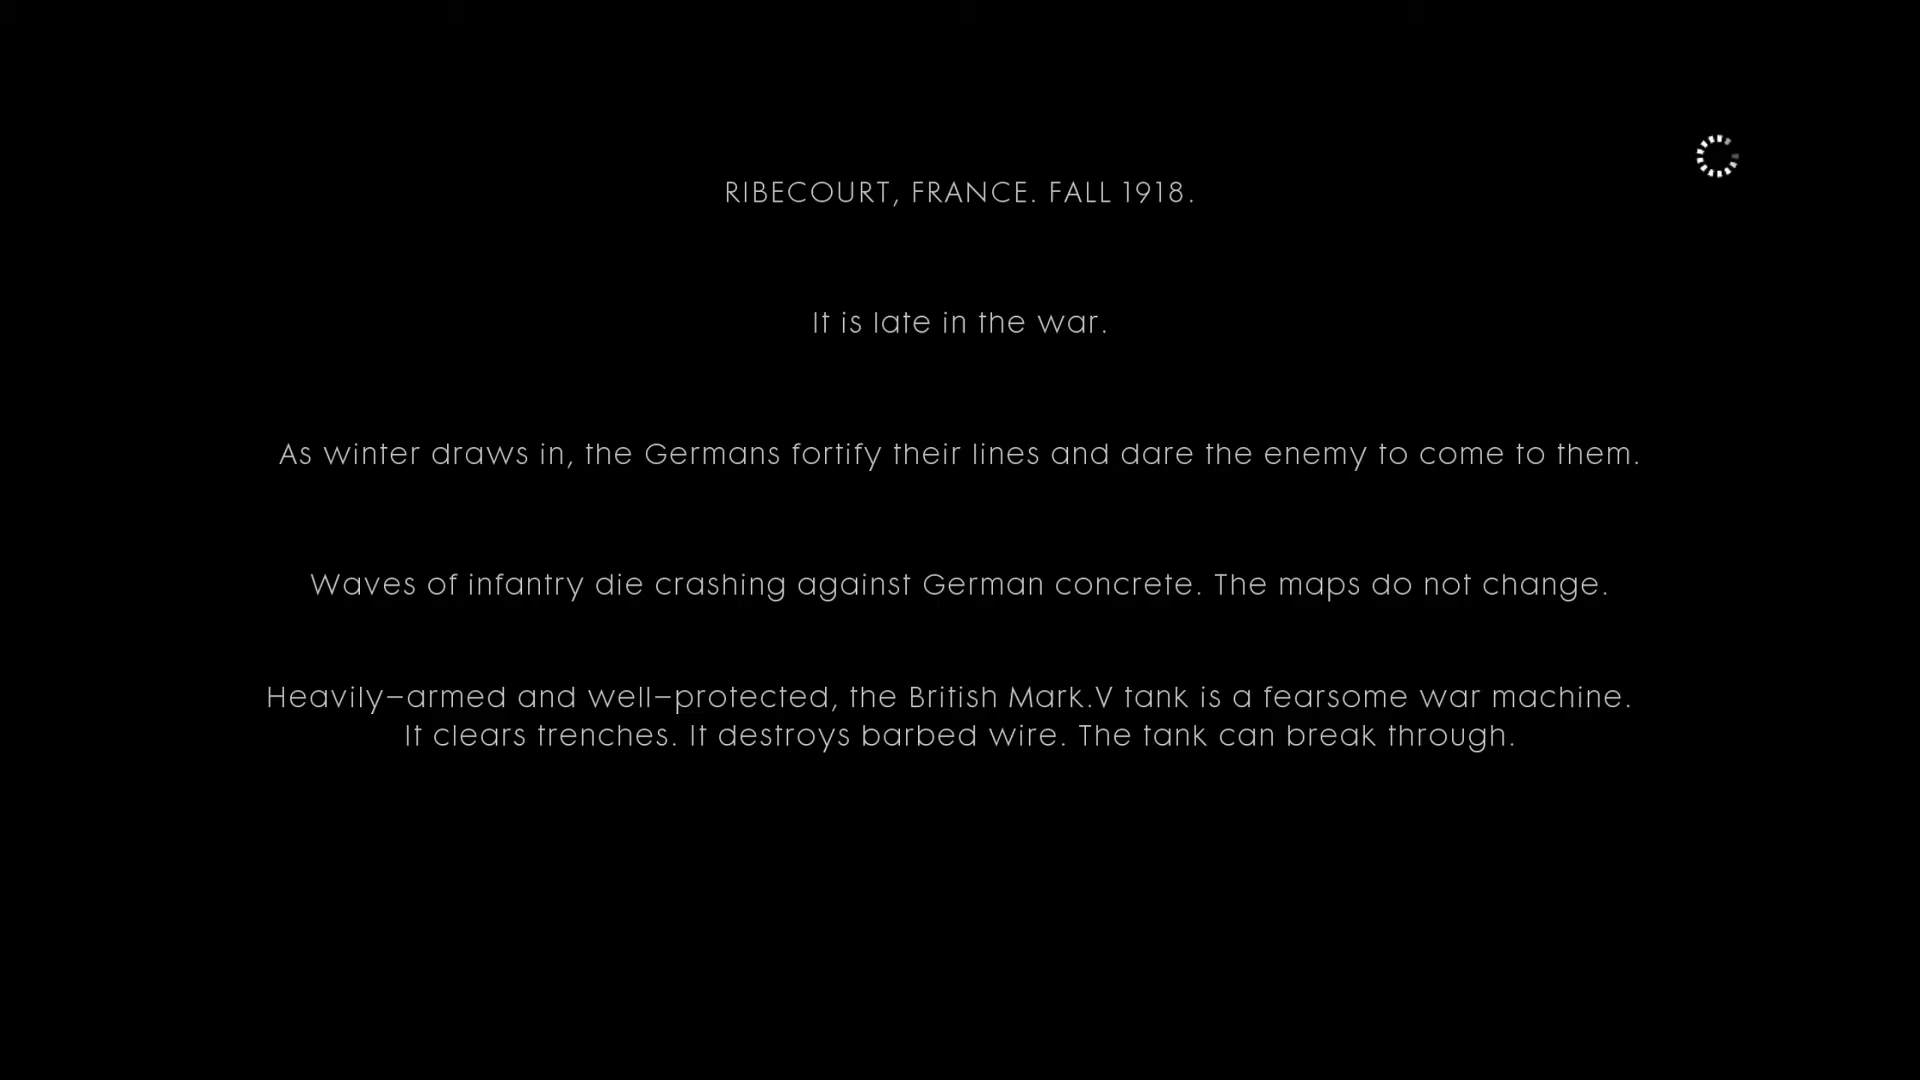 RIBECOURT, FRANCE. FALL 1918.
It is late in the war.
As winter draws in, the Germans fortify their lines and dare the enemy to come to them.
Waves of infantry die crashing against German concrete. The maps do not change.
Heavily–armed and well–protected, the British Mark.V tank is a fearsome war machine.
It clears trenches. It destroys barbed wire. The tank can break through.